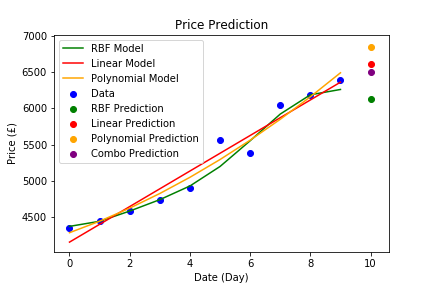 Price Prediction
7000
6500
6000
5500
5000
4500
Price (£)
RBF Model
Linear Model
Polynomial Model
Data
RBF Prediction
Linear Prediction
Polynomial Prediction
Combo Prediction
0 2 4 6 8 10
Date (Day)